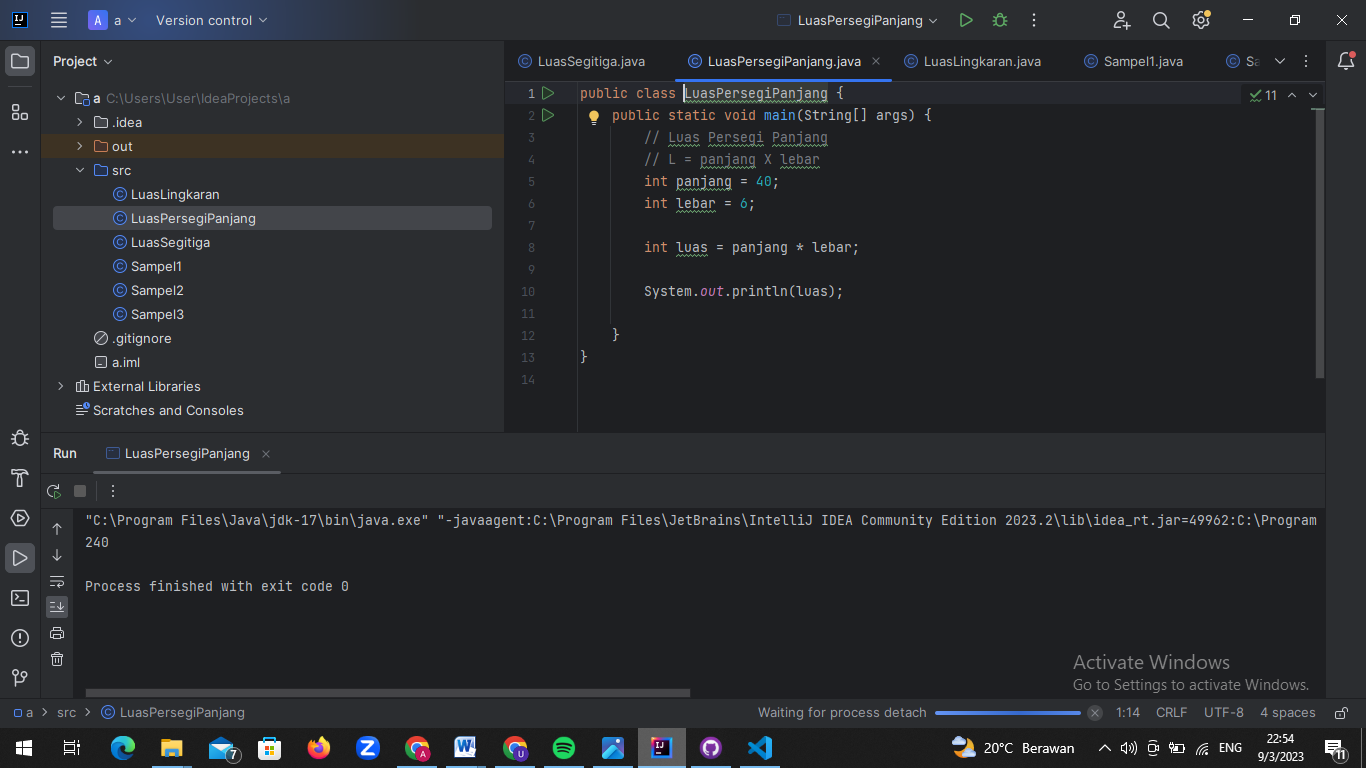 a
Version control
LuasPersegiPanjang
Project
LuasSegitiga.java
LuasPersegiPanjang.java
LuasLingkaran.java
Sampel1.java
a C:\Users\User\IdeaProjects\a
.idea
out
src
LuasLingkaran
LuasPersegiPanjang
LuasSegitiga
Sampel1
Sampel2
Sampel3
.gitignore
a.iml
External Libraries
Scratches and Consoles
1 public class LuasPersegiPanjang {
11
2 public static void main(String[] args) {
3 // Luas Persegi Panjang
4 // L = panjang X lebar
5 int panjang = 40;
6 int lebar = 6;
7
8 int luas = panjang * lebar;
9
10 System.out.println(luas);
11
12 }
13 }
14
Run
LuasPersegiPanjang
"C:\Program Files\Java\jdk-17\bin\java.exe" "-javaagent:C:\Program Files\JetBrains\IntelliJ IDEA Community Edition 2023.2\lib\idea_rt.jar=49962:C:\Program
240
Process finished with exit code 0
Activate Windows
Go to Settings to activate Windows.
a > src > LuasPersegiPanjang
Waiting for process detach
1:14
CRLF
UTF-8
4 spaces
7
20°C Berawan
ENG
22:54
9/3/2023
11